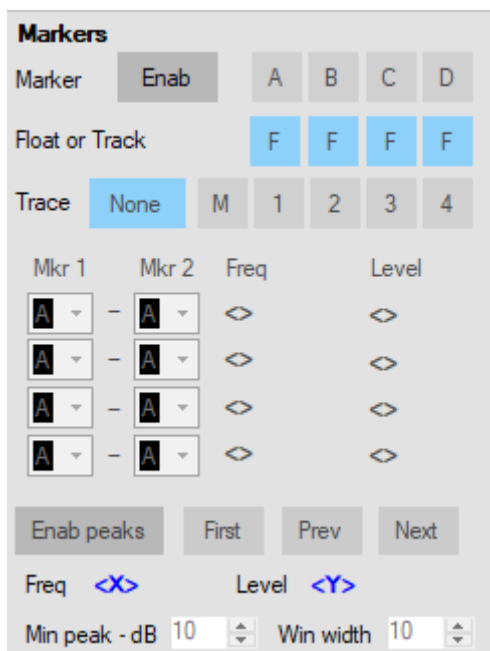 Markers
Marker Enab A B C D
Float or Track F F F F
Trace None M 1 2 3 4
Mkr 1 Mkr 2 Freq Level
A - A <> <>
A - A <> <>
A - A <> <>
A - A <> <>
Enab peaks First Prev Next
Freq <X> Level <Y>
Min peak - dB 10 Win width 10